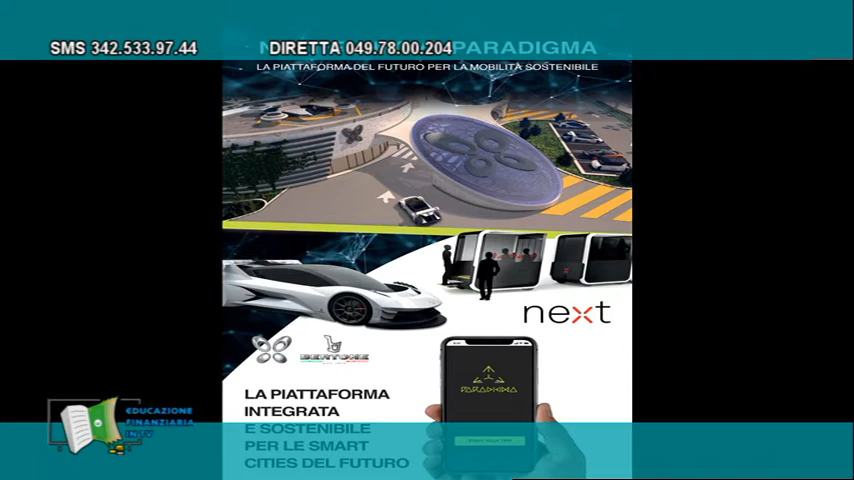 SMS 342.533.97.44
DIRETTA 049.78.00.204
PARADIGMA
LA PIATTAFORMA DEL FUTURO PER LA MOBILITÀ SOSTENIBILE
next
BERTONE
PARADIGMA
LA PIATTAFORMA
INTEGRATA
E SOSTENIBILE
PER LE SMART
CITIES DEL FUTURO
EDUCAZIONE
FINANZIARIA
IN TV